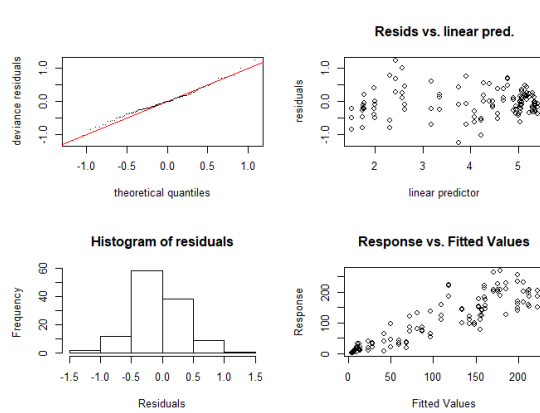 deviance residuals
1.0
0.0
-1.0
-1.0 -0.5 0.0 0.5 1.0
theoretical quantiles
Resids vs. linear pred.
residuals
1.0
0.0
-1.0
2 3 4 5
linear predictor
Histogram of residuals
Frequency
60
40
20
0
-1.5 -1.0 -0.5 0.0 0.5 1.0 1.5
Residuals
Response vs. Fitted Values
Response
200
100
0
0 50 100 150 200
Fitted Values